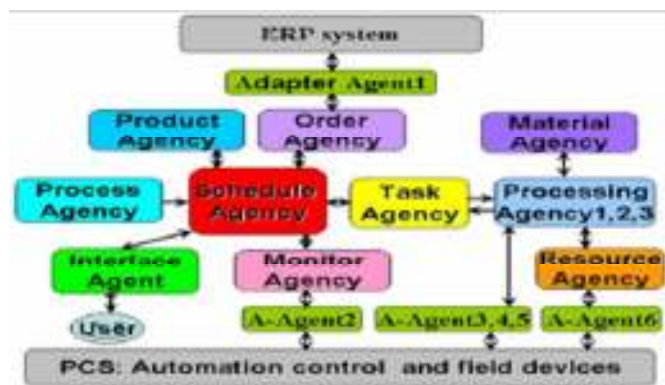 ERP system
Adapter Agent1
Product
Agency
Order
Agency
Material
Agency
Process
Agency
Schedule
Agency
Task
Agency
Processing
Agency1,2,3
Interface
Agent
Monitor
Agency
Resource
Agency
User
A-Agent2
A-Agent3,4,5
A-Agent6
PCS: Automation control and field devices